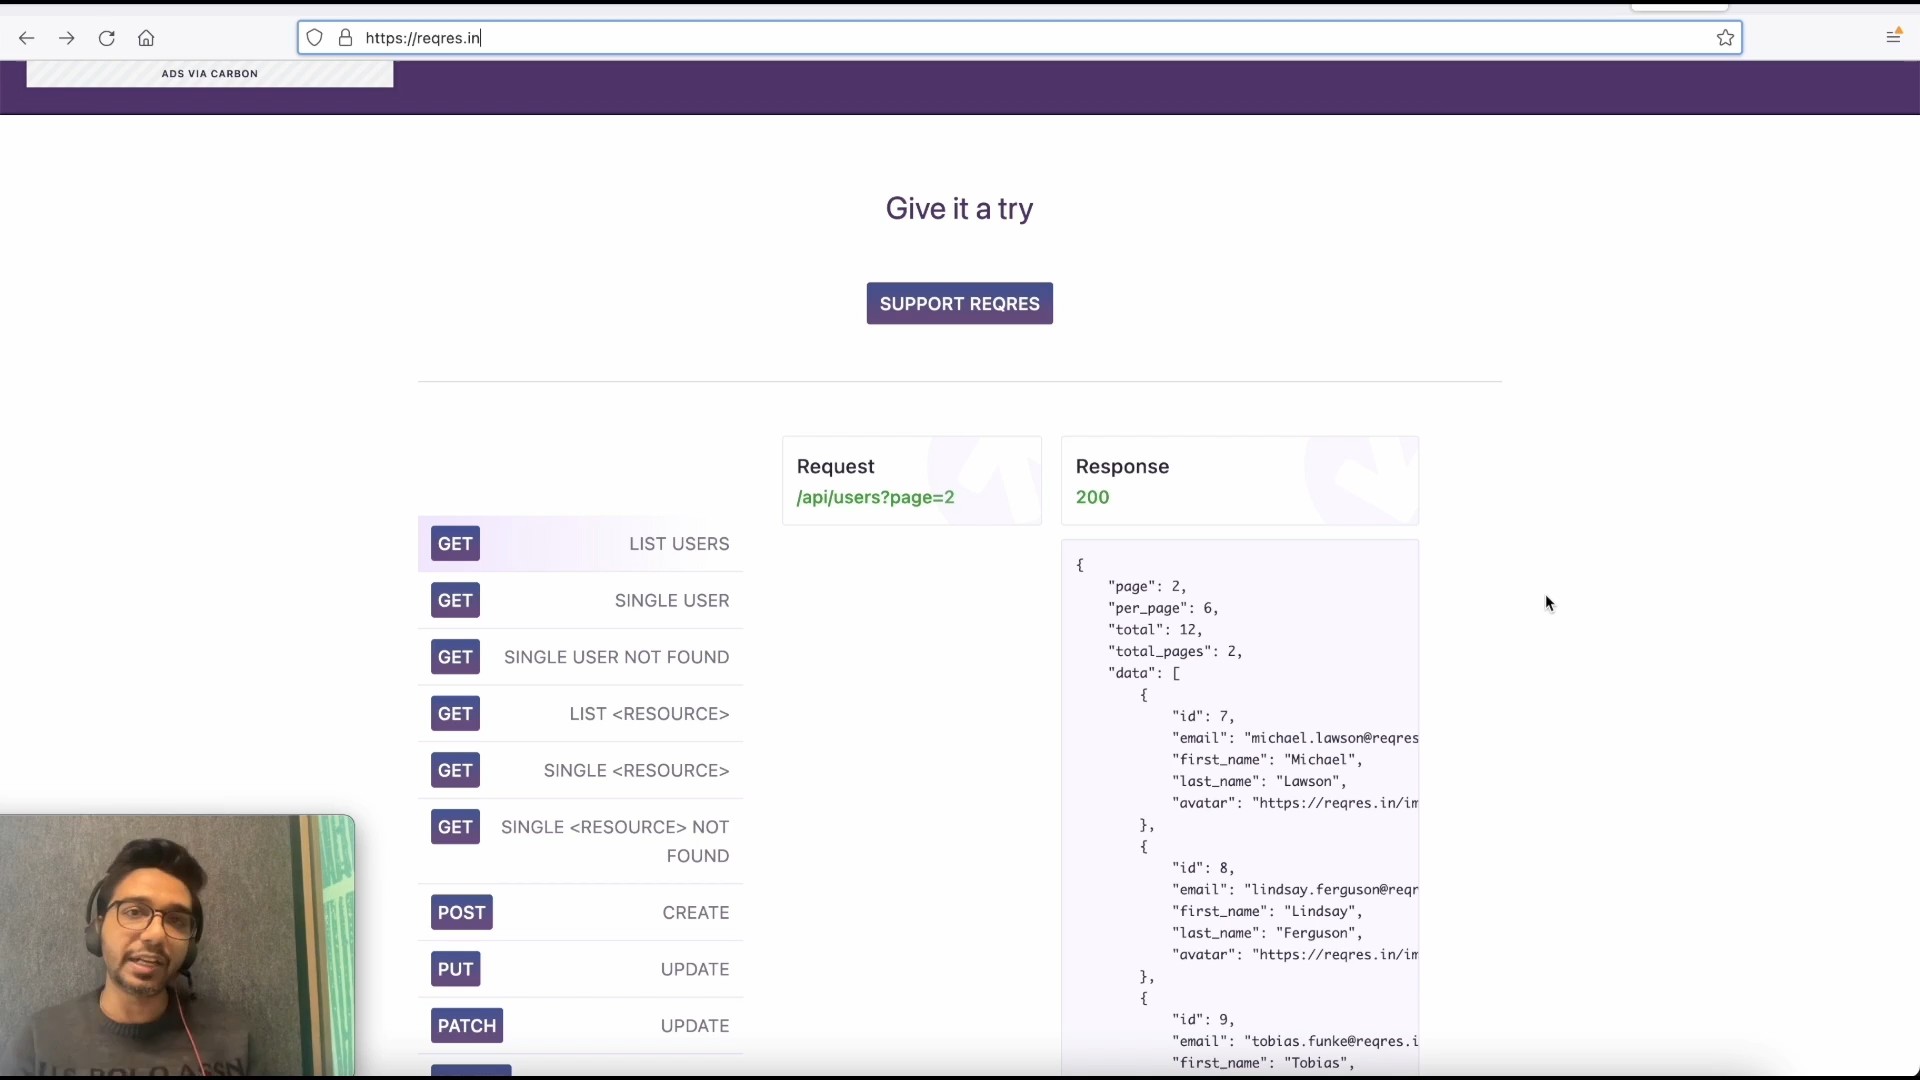 https://reqres.in
ADS VIA CARBON
Give it a try
SUPPORT REQRES
Request
/api/users?page=2
Response
200
GET LIST USERS
GET SINGLE USER
GET SINGLE USER NOT FOUND
GET LIST <RESOURCE>
GET SINGLE <RESOURCE>
GET SINGLE <RESOURCE> NOT
FOUND
POST CREATE
PUT UPDATE
PATCH UPDATE
{
"page": 2,
"per_page": 6,
"total": 12,
"total_pages": 2,
"data": [
{
"id": 7,
"email": "michael.lawson@reqres
"first_name": "Michael",
"last_name": "Lawson",
"avatar": "https://reqres.in/im
},
{
"id": 8,
"email": "lindsay.ferguson@reqr
"first_name": "Lindsay",
"last_name": "Ferguson",
"avatar": "https://reqres.in/im
},
{
"id": 9,
"email": "tobias.funke@reqres.i
"first_name": "Tobias",